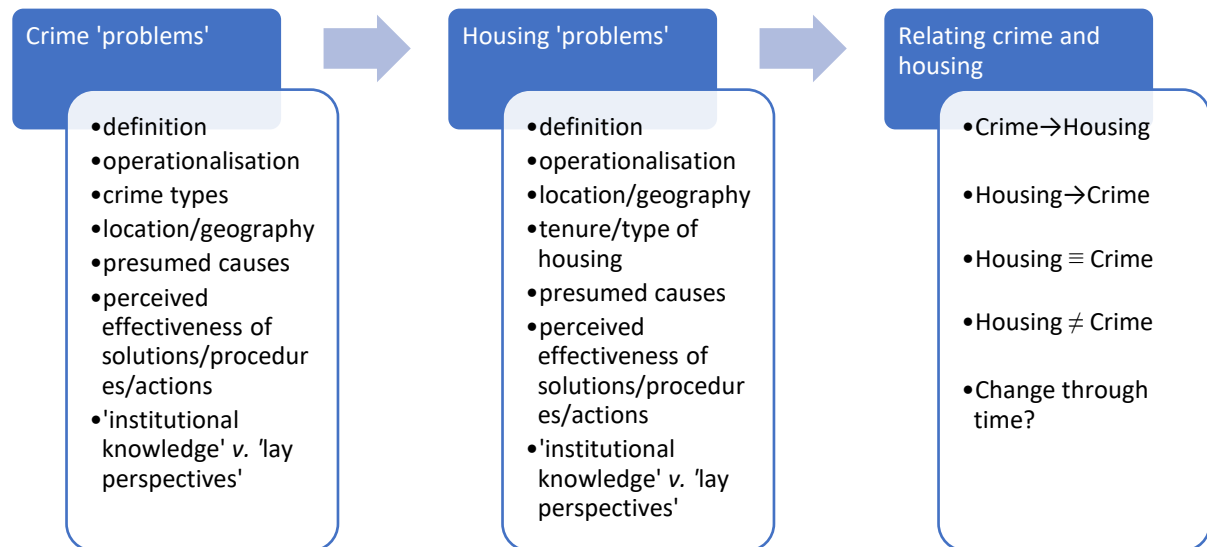 Crime 'problems'
•definition
•operationalisation
•crime types
•location/geography
•presumed causes
•perceived
effectiveness of
solutions/procedur
es/actions
•'institutional
knowledge' v. 'lay
perspectives'
Housing 'problems'
•definition
•operationalisation
•location/geography
•tenure/type of
housing
•presumed causes
•perceived
effectiveness of
solutions/procedur
es/actions
•'institutional
knowledge' v. 'lay
perspectives'
Relating crime and
housing
•Crime→Housing
•Housing→Crime
•Housing ≡ Crime
•Housing ≠ Crime
•Change through
time?